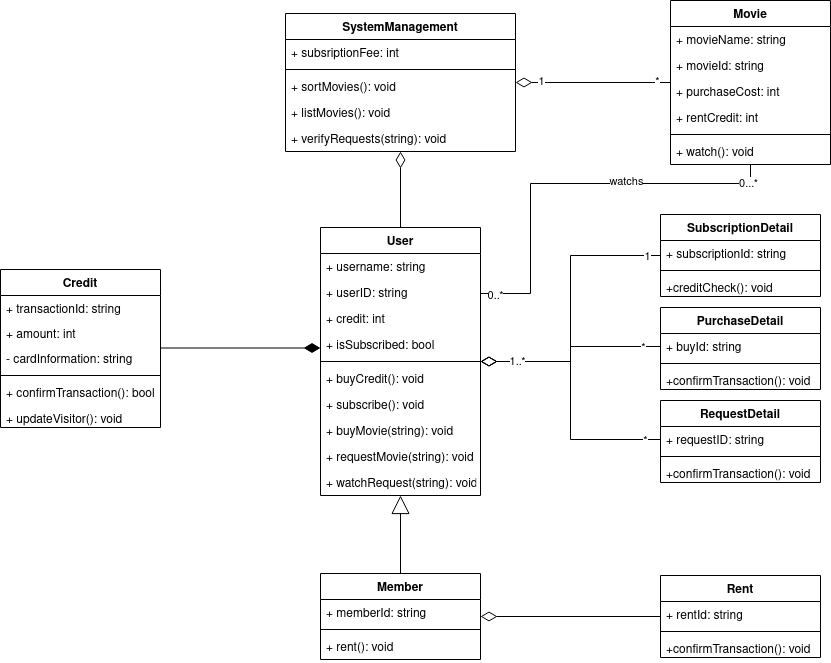 SystemManagement
+ subsriptionFee: int
+ sortMovies(): void
+ listMovies(): void
+ verifyRequests(string): void
1
*
Movie
+ movieName: string
+ movieId: string
+ purchaseCost: int
+ rentCredit: int
+ watch(): void
0...*
watchs
0..*
User
+ username: string
+ userID: string
+ credit: int
+ isSubscribed: bool
+ buyCredit(): void
+ subscribe(): void
+ buyMovie(string): void
+ requestMovie(string): void
+ watchRequest(string): void
Credit
+ transactionId: string
+ amount: int
- cardInformation: string
+ confirmTransaction(): bool
+ updateVisitor(): void
1..*
1
*
*
SubscriptionDetail
+ subscriptionId: string
+creditCheck(): void
PurchaseDetail
+ buyId: string
+confirmTransaction(): void
RequestDetail
+ requestID: string
+confirmTransaction(): void
Member
+ memberId: string
+ rent(): void
Rent
+ rentId: string
+confirmTransaction(): void